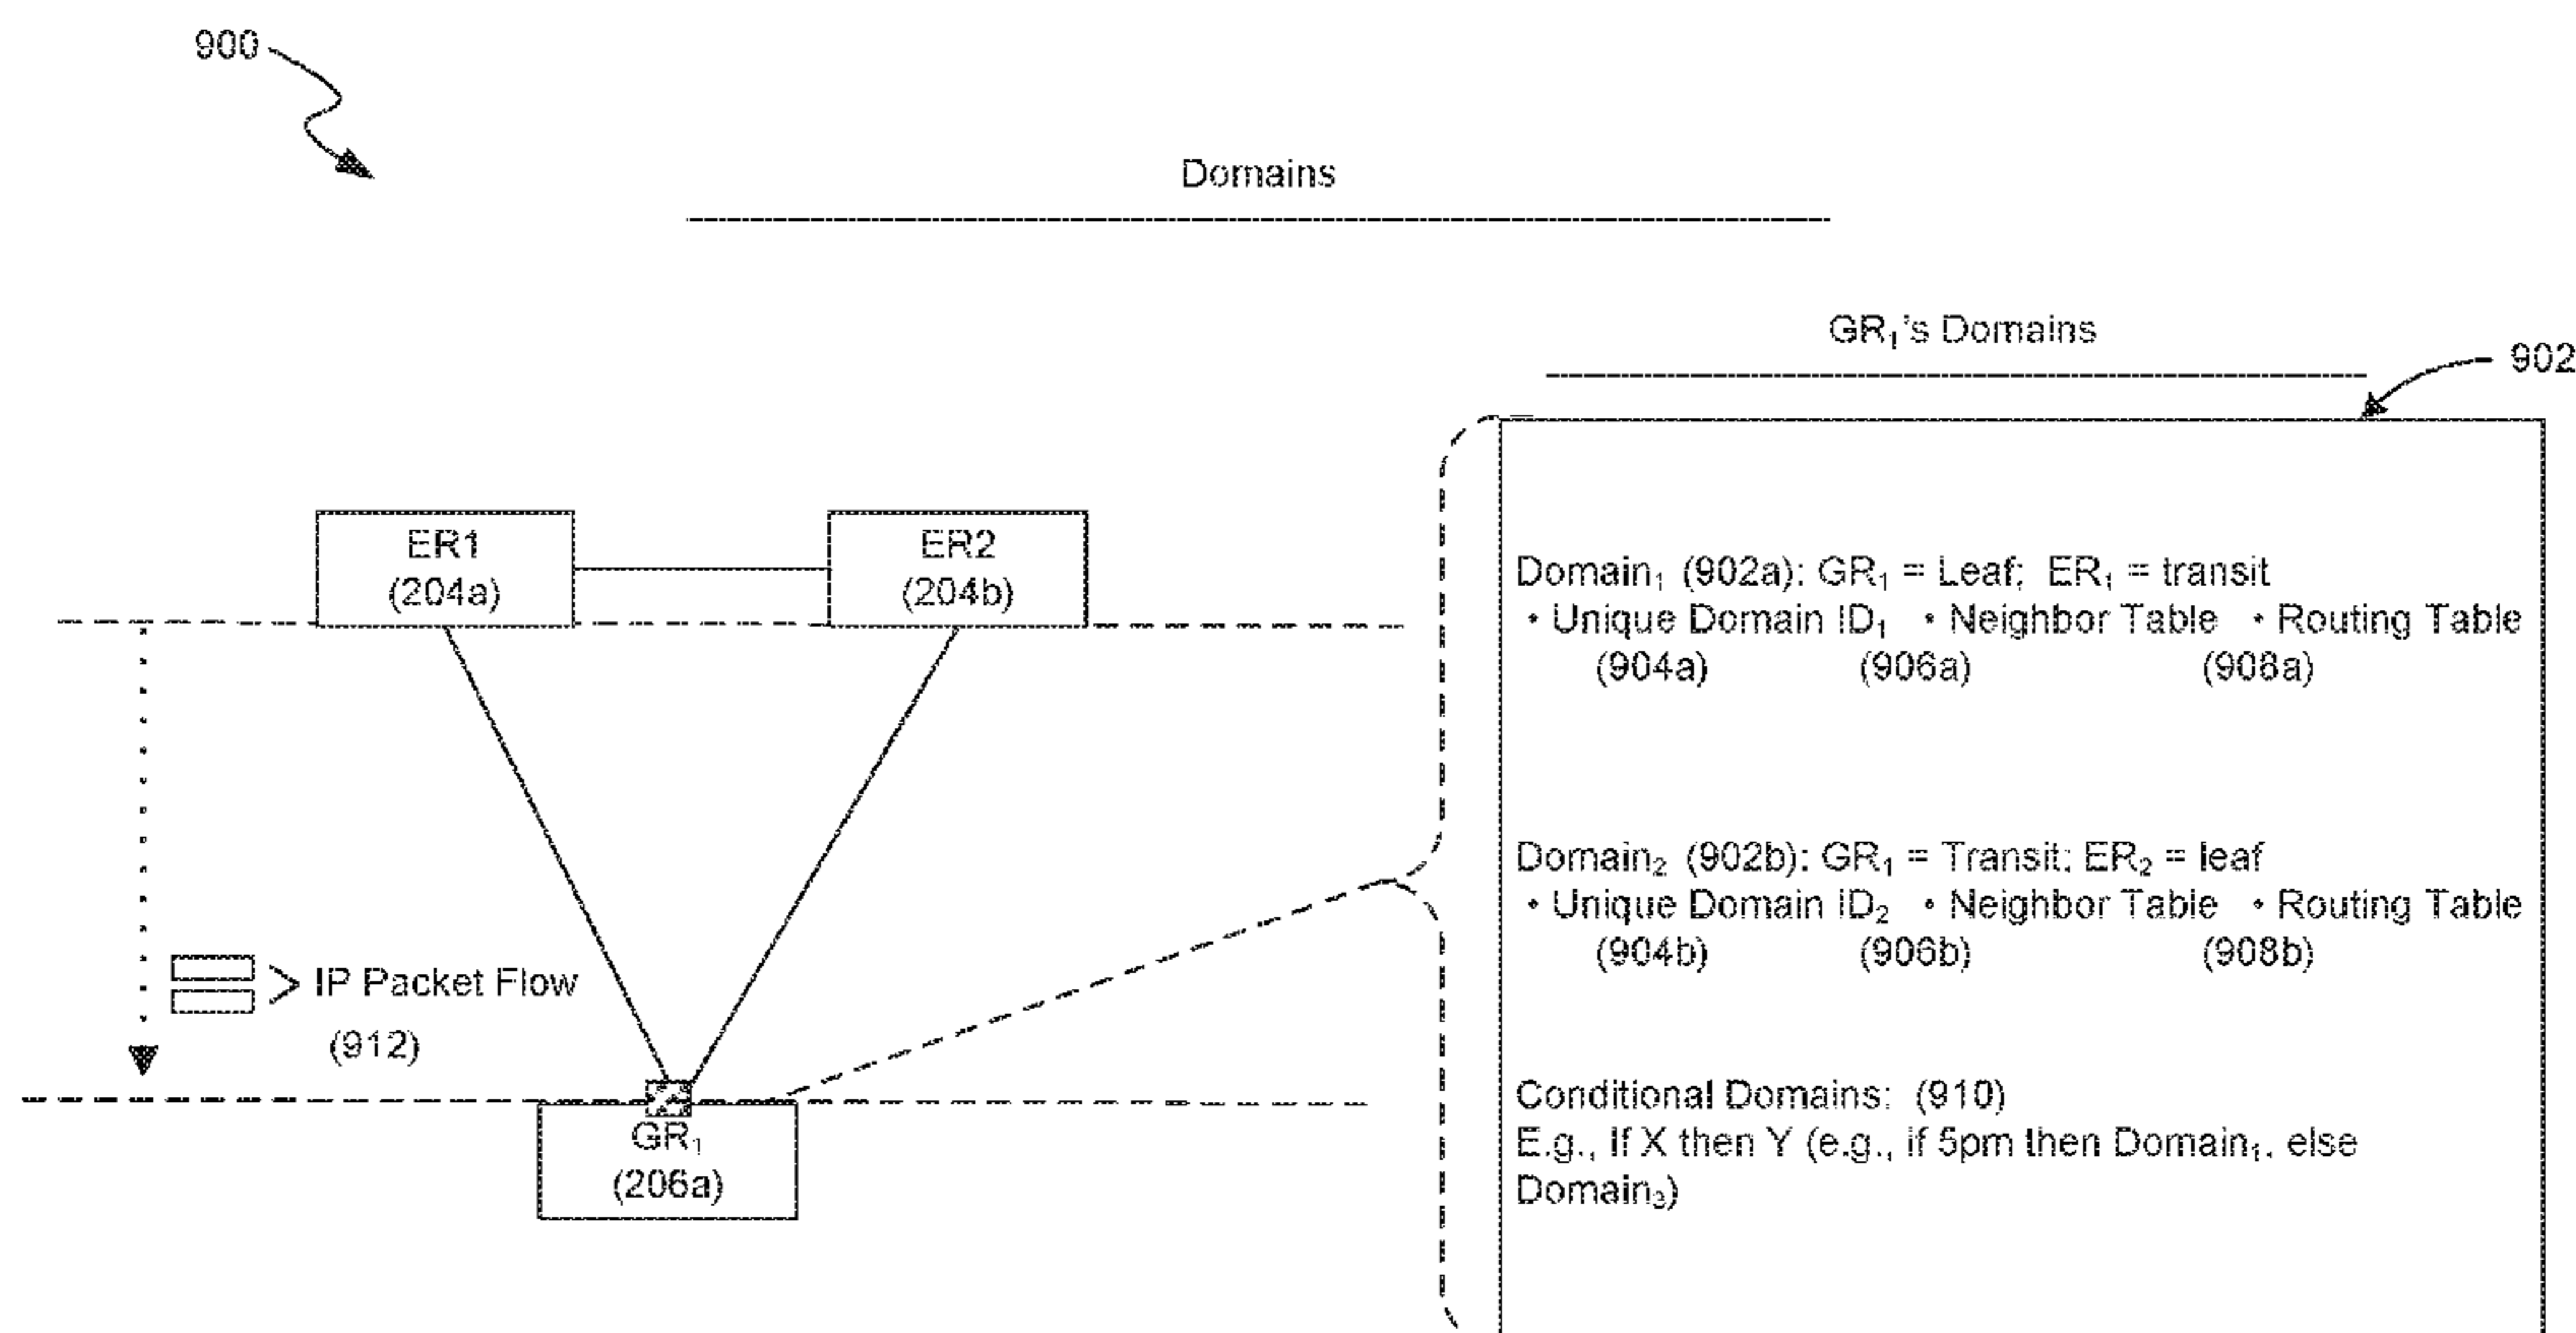 900
Domains
GR₁'s Domains
902
ER1
(204a)
ER2
(204b)
Domain₁ (902a): GR₁ = Leaf; ER₁ = transit
• Unique Domain ID₁ • Neighbor Table • Routing Table
(904a) (906a) (908a)
Domain₂ (902b): GR₁ = Transit; ER₂ = leaf
• Unique Domain ID₂ • Neighbor Table • Routing Table
(904b) (906b) (908b)
> IP Packet Flow
(912)
GR₁
(206a)
Conditional Domains: (910)
E.g., If X then Y (e.g., if 5pm then Domain₁, else
Domain₃)